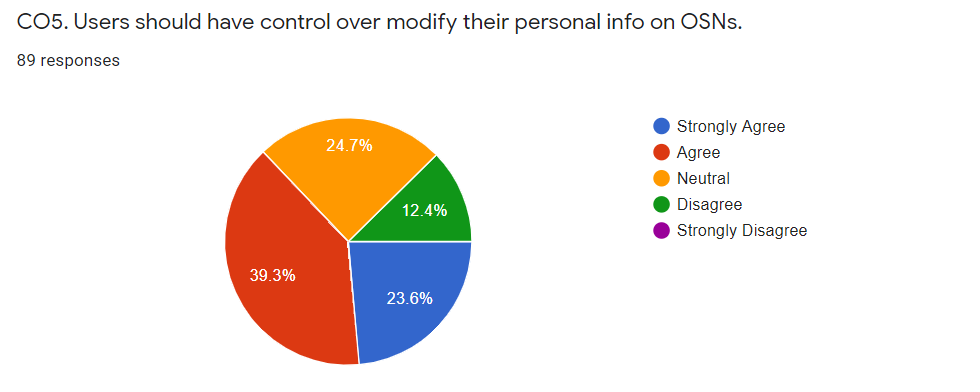 CO5. Users should have control over modify their personal info on OSNs.
89 responses
24.7%
12.4%
39.3%
23.6%
Strongly Agree
Agree
Neutral
Disagree
Strongly Disagree